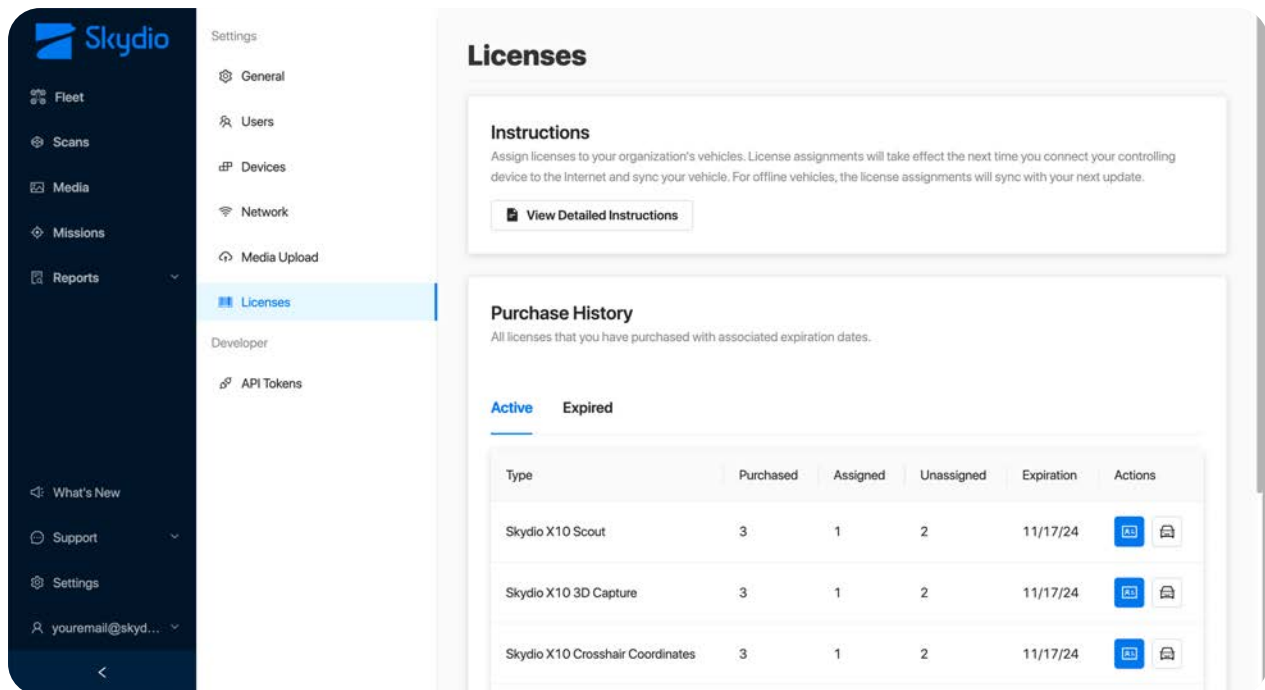 Skydio
Fleet
Scans
Media
Missions
Reports
What's New
Support
Settings
youremail@skyd...
Settings
General
Users
Devices
Network
Media Upload
Licenses
Developer
API Tokens
Licenses
Instructions
Assign licenses to your organization's vehicles. License assignments will take effect the next time you connect your controlling
device to the Internet and sync your vehicle. For offline vehicles, the license assignments will sync with your next update.
View Detailed Instructions
Purchase History
All licenses that you have purchased with associated expiration dates.
Active Expired
Type Purchased Assigned Unassigned Expiration Actions
Skydio X10 Scout 3 1 2 11/17/24
Skydio X10 3D Capture 3 1 2 11/17/24
Skydio X10 Crosshair Coordinates 3 1 2 11/17/24